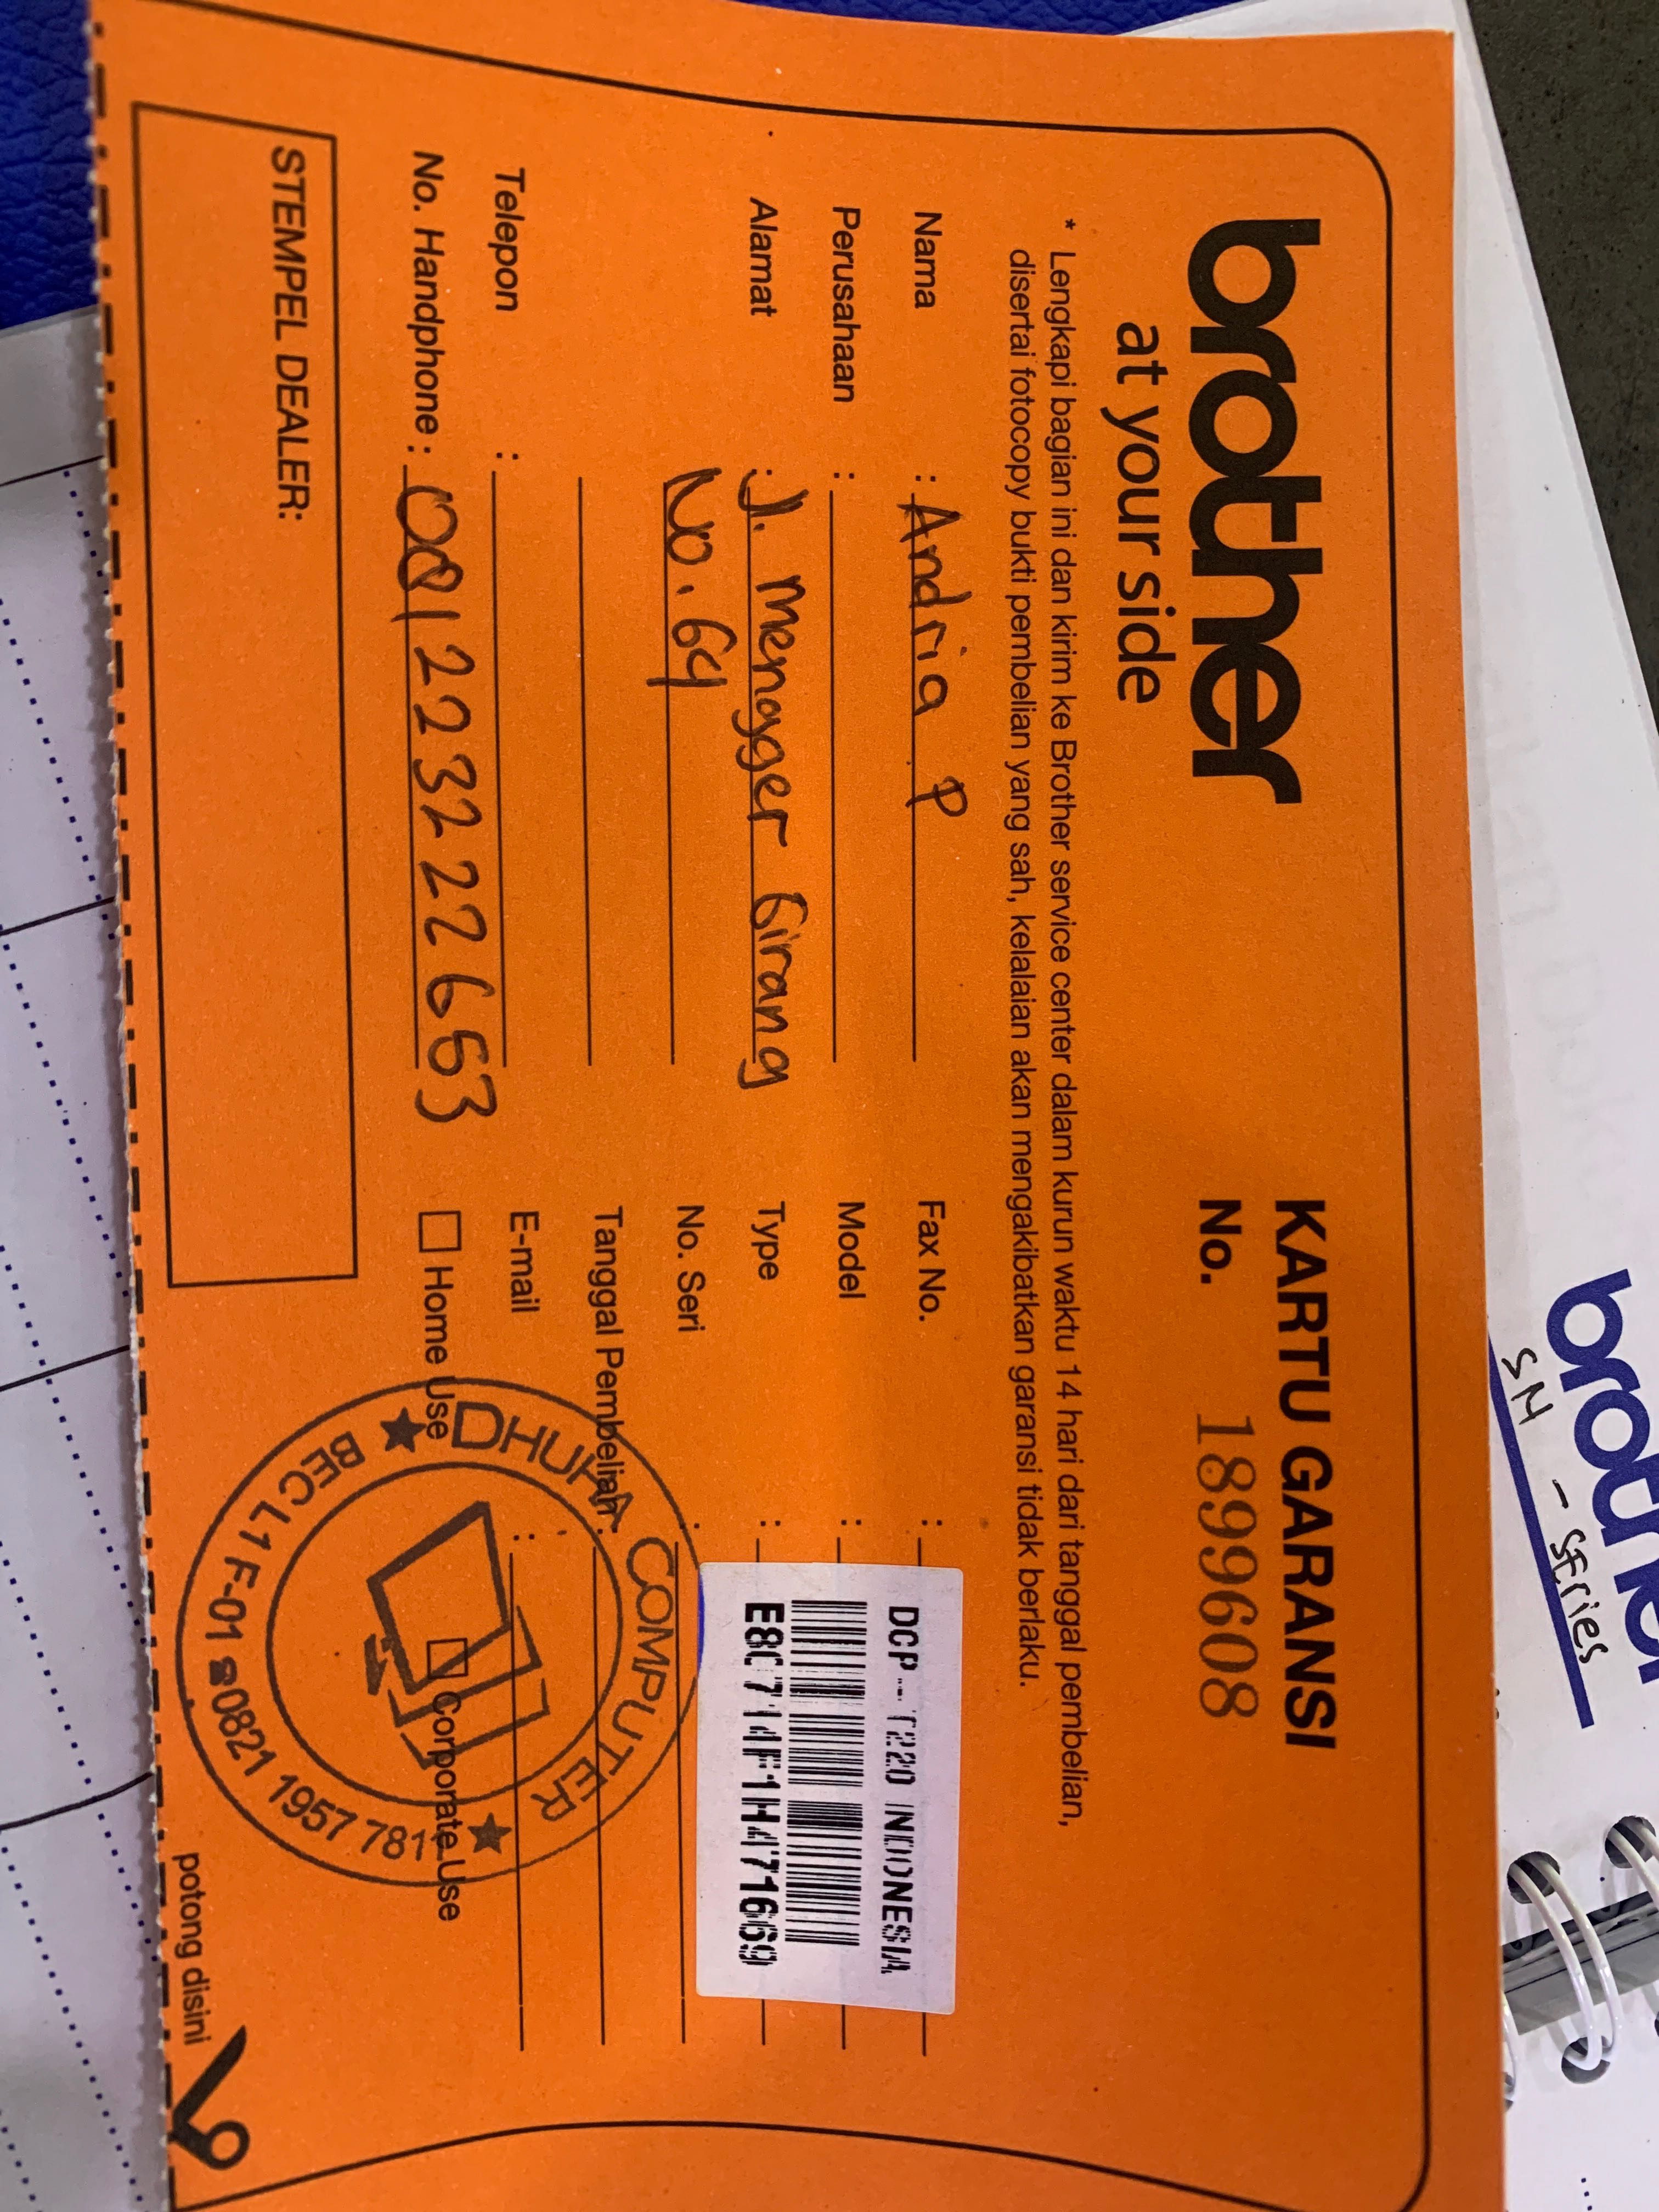 brother
at your side
KARTU GARANSI
No. 1899608
* Lengkapi bagian ini dan kirim ke Brother service center dalam kurun waktu 14 hari dari tanggal pembelian,
disertai fotocopy bukti pembelian yang sah, kelalaian akan mengakibatkan garansi tidak berlaku.
Nama : Andria P
Perusahaan :
Alamat : Jl. Mengger Girang
No. 64
Telepon :
No. Handphone : 081223222653
Fax No. :
Model :
Type :
No. Seri :
Tanggal Pembelian :
E-mail :
Home Use
Corporate Use
DCP-T220 INDONESIA
E8C714F1H471669
STEMPEL DEALER:
DHUHA COMPUTER
BEC L1 F-01 ☎0821 1957 781
potong disini
brother
SN - SERIES